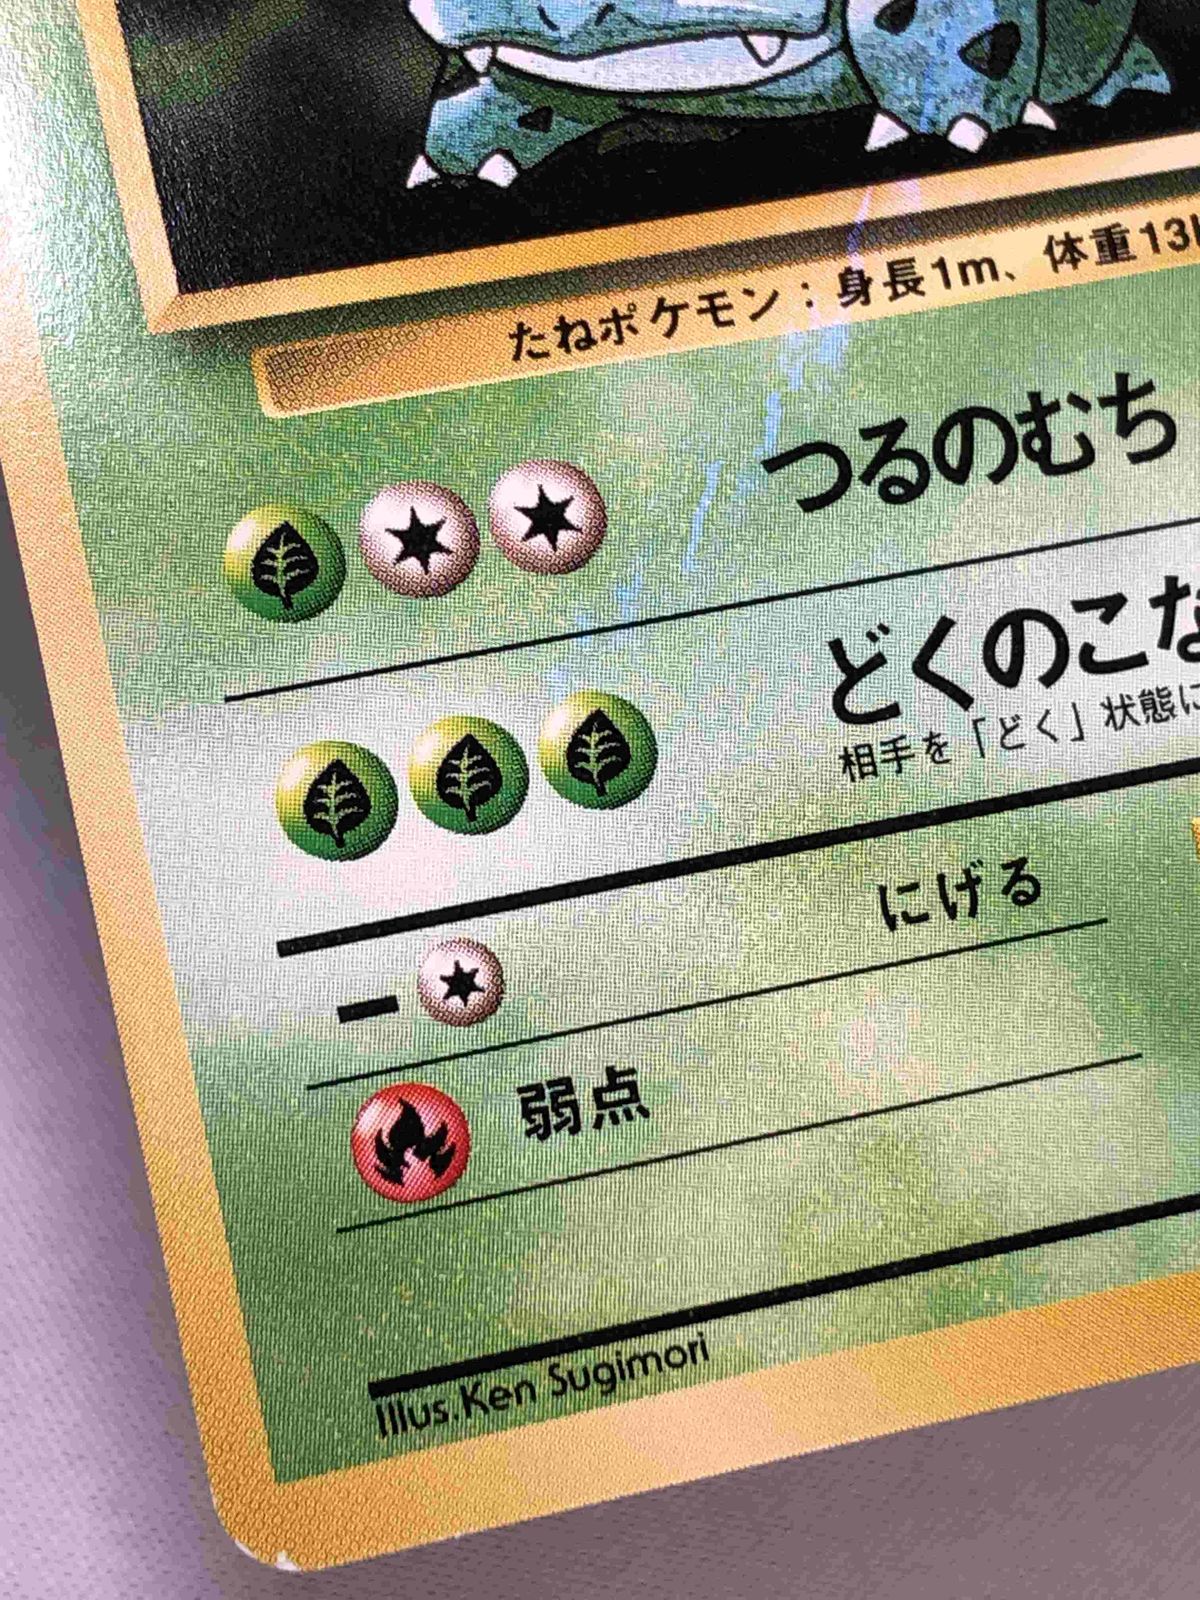 たねポケモン：身長1m、体重13
つるのむち
どくのこな
相手を「どく」状態に
にげる
弱点
Illus.Ken Sugimori